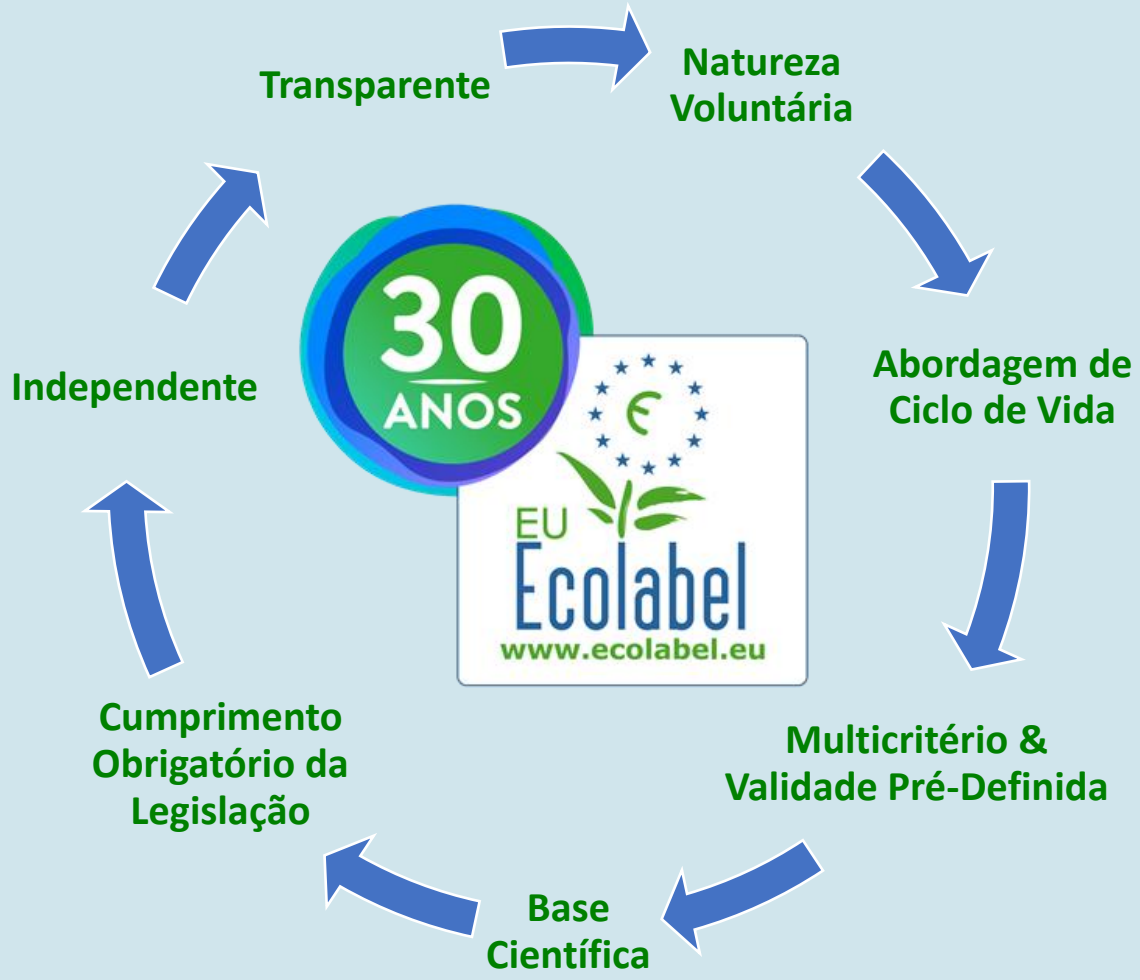 Transparente
Natureza
Voluntária
Abordagem de
Ciclo de Vida
Multicritério &
Validade Pré-Definida
Base
Científica
Cumprimento
Obrigatório da
Legislação
Independente
30
ANOS
EU
Ecolabel
www.ecolabel.eu